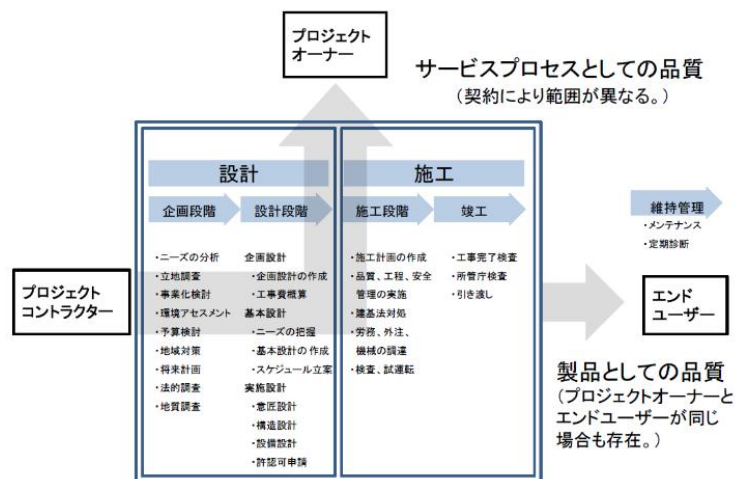 プロジェクト
オーナー
サービスプロセスとしての品質
（契約により範囲が異なる。）
設計
施工
企画段階
設計段階
施工段階
竣工
維持管理
・メンテナンス
・定期診断
・ニーズの分析
・立地調査
・事業化検討
・環境アセスメント
・予算検討
・地域対策
・将来計画
・法的調査
・地質調査
企画設計
・企画設計の作成
・工事費概算
基本設計
・ニーズの把握
・基本設計の作成
・スケジュール立案
実施設計
・意匠設計
・構造設計
・設備設計
・許認可申請
・施工計画の作成
・品質、工程、安全
管理の実施
・建基法対処
・労務、外注、
機械の調達
・検査、試運転
・工事完了検査
・所管庁検査
・引き渡し
プロジェクト
コントラクター
エンド
ユーザー
製品としての品質
（プロジェクトオーナーと
エンドユーザーが同じ
場合も存在。）